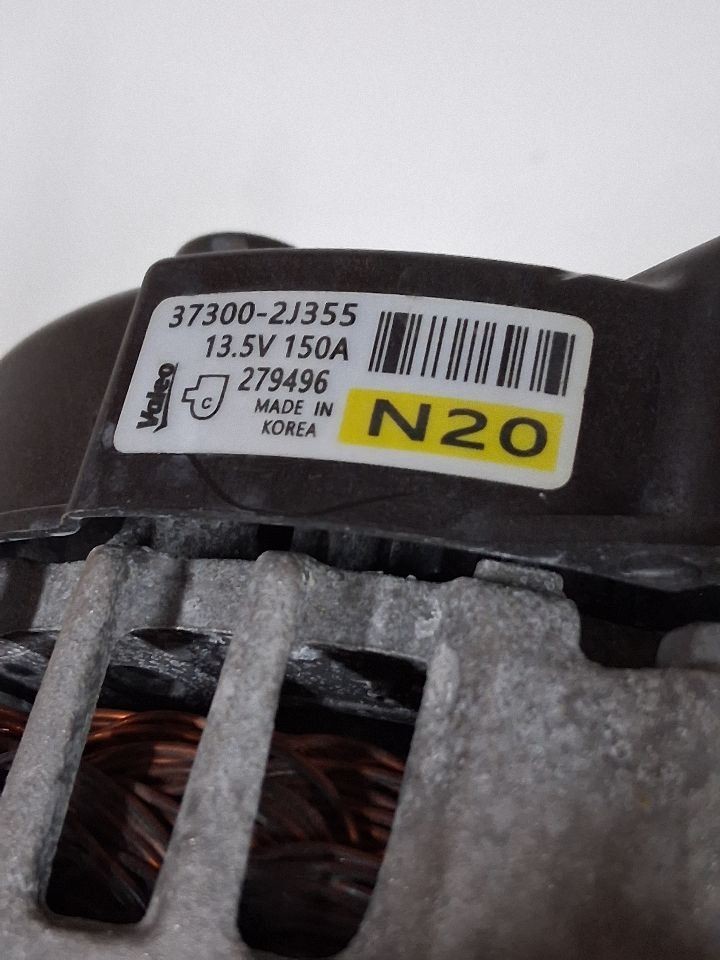 37300-2J355
13.5V 150A
Valeo
C
279496
MADE IN
KOREA
N20